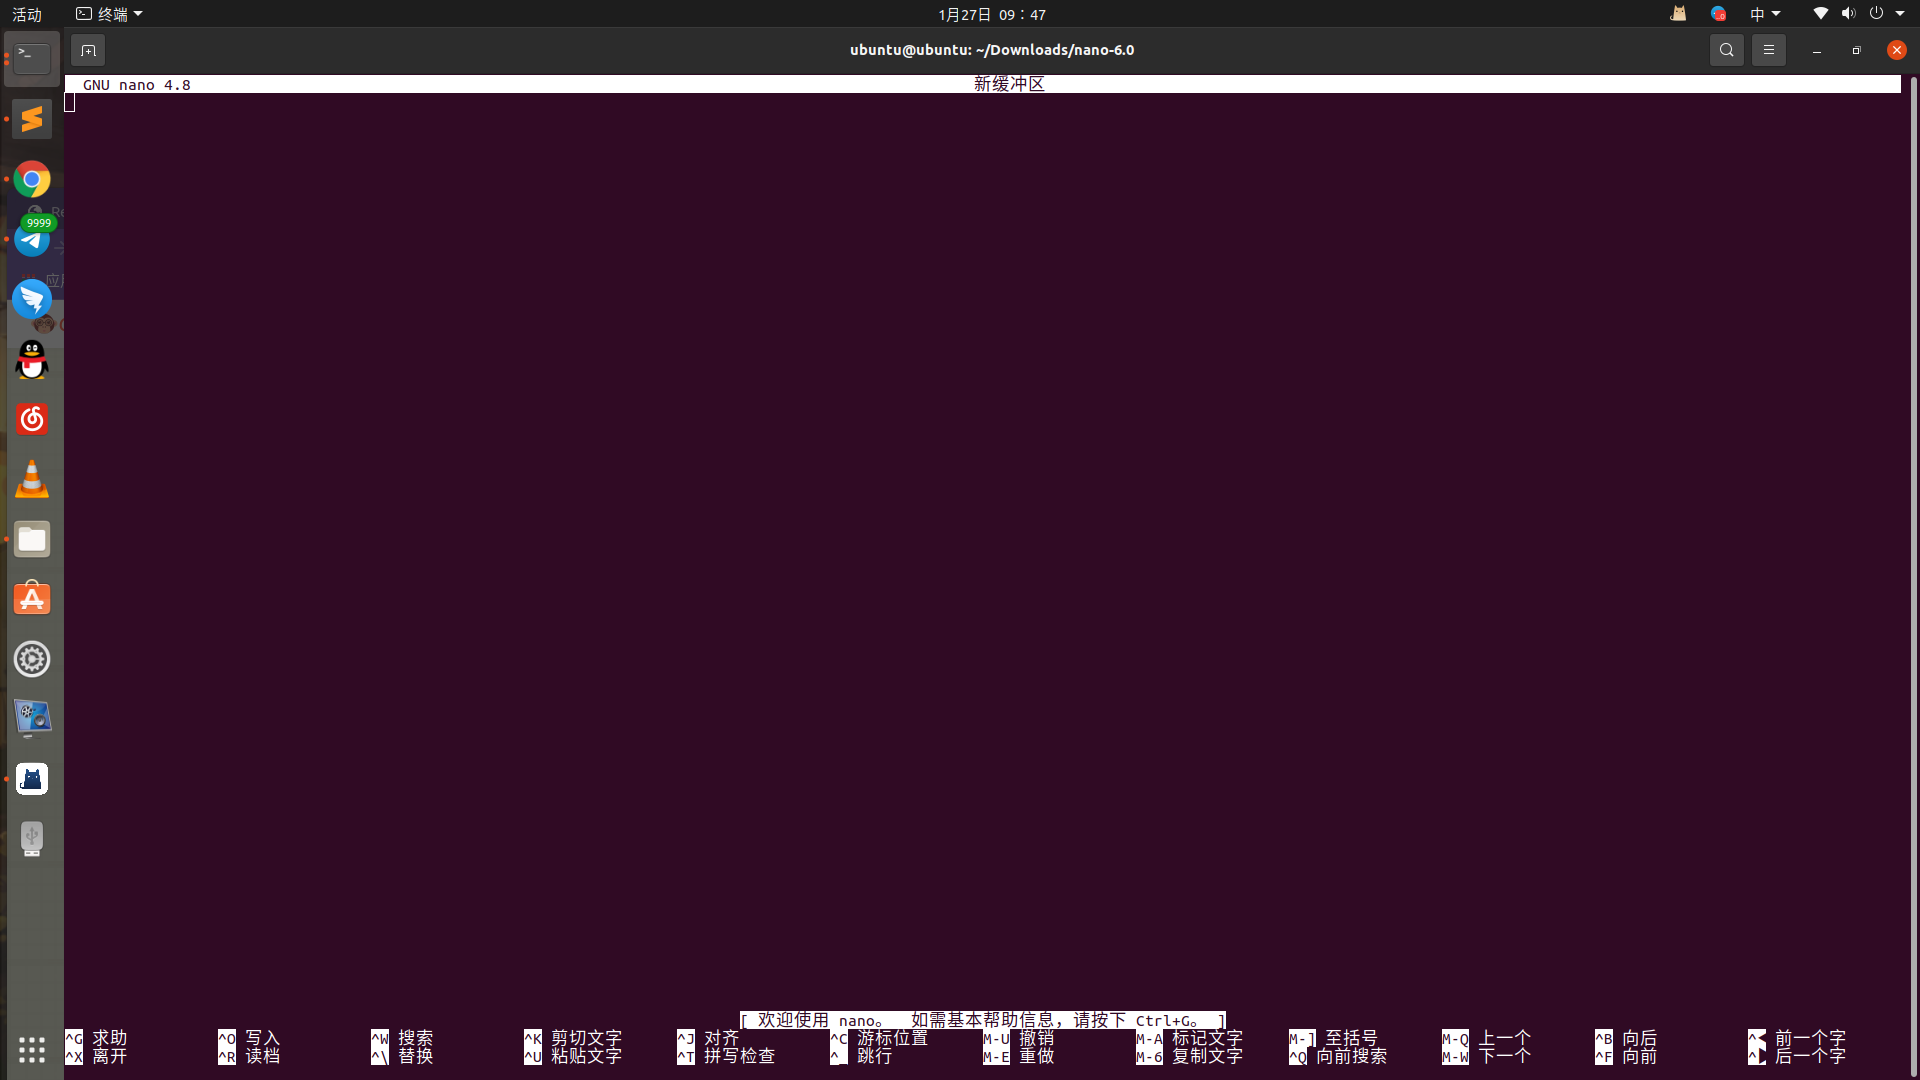 活动
终端
1月27日 09：47
中
ubuntu@ubuntu: ~/Downloads/nano-6.0
GNU nano 4.8 新缓冲区
9999
[ 欢迎使用 nano。 如需基本帮助信息，请按下 Ctrl+G。 ]
^G 求助 ^O 写入 ^W 搜索 ^K 剪切文字 ^J 对齐 ^C 游标位置 M-U 撤销 M-A 标记文字 M-] 至括号 M-Q 上一个 ^B 向后 ^◀ 前一个字
^X 离开 ^R 读档 ^\ 替换 ^U 粘贴文字 ^T 拼写检查 ^_ 跳行 M-E 重做 M-6 复制文字 ^Q 向前搜索 M-W 下一个 ^F 向前 ^▶ 后一个字